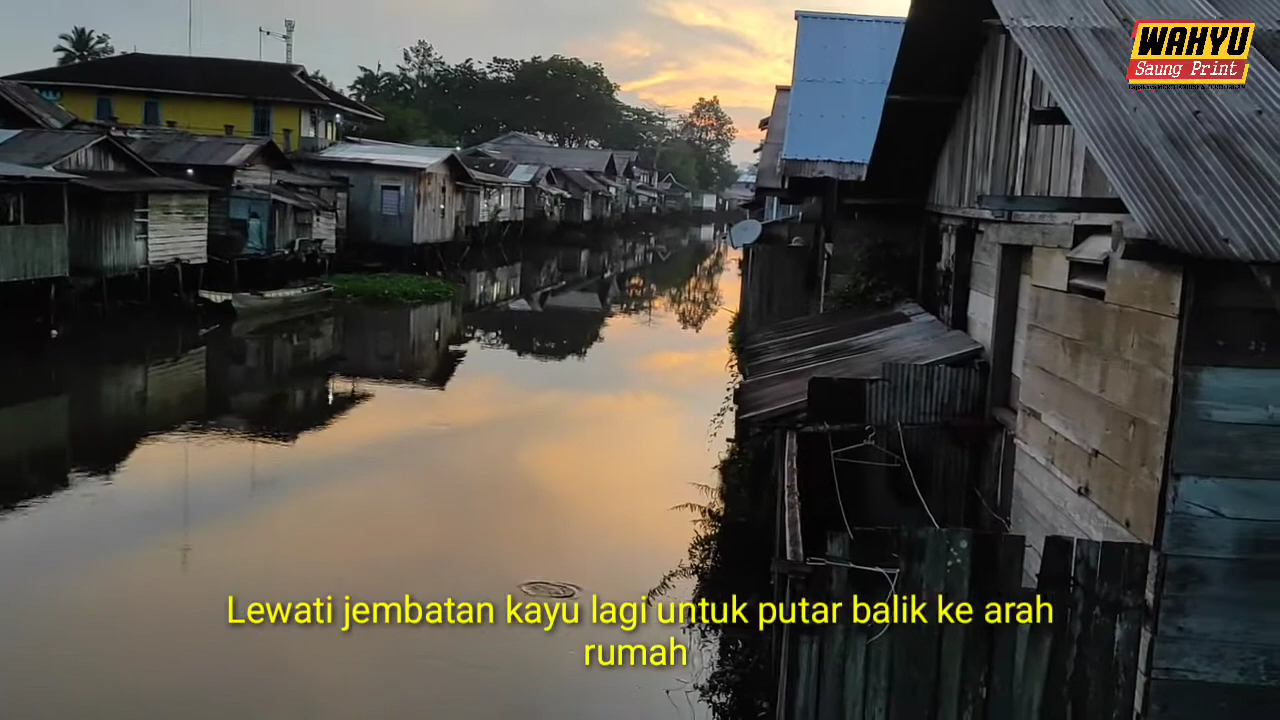 WAHYU
Saung Print
Lewati jembatan kayu lagi untuk putar balik ke arah
rumah